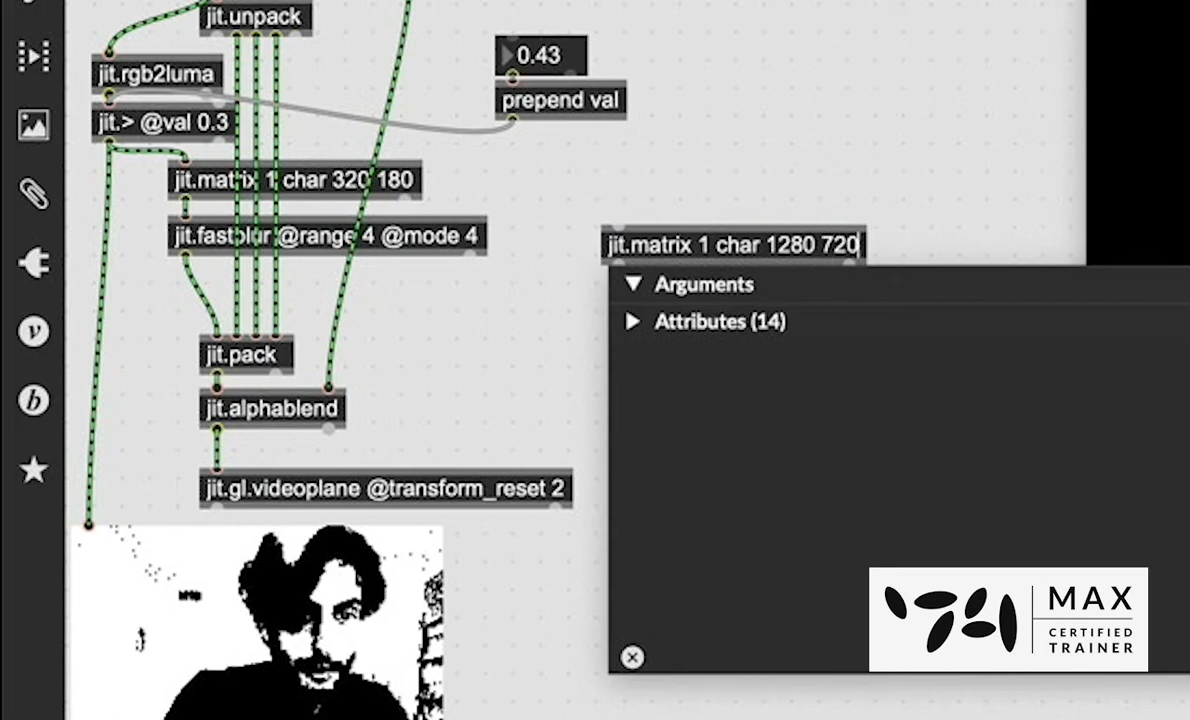 jit.unpack
0.43
jit.rgb2luma
prepend val
jit.> @val 0.3
jit.matrix 1 char 320 180
jit.fastblur @range 4 @mode 4
jit.matrix 1 char 1280 720
Arguments
Attributes (14)
jit.pack
jit.alphablend
jit.gl.videoplane @transform_reset 2
v
b
74
MAX
CERTIFIED
TRAINER